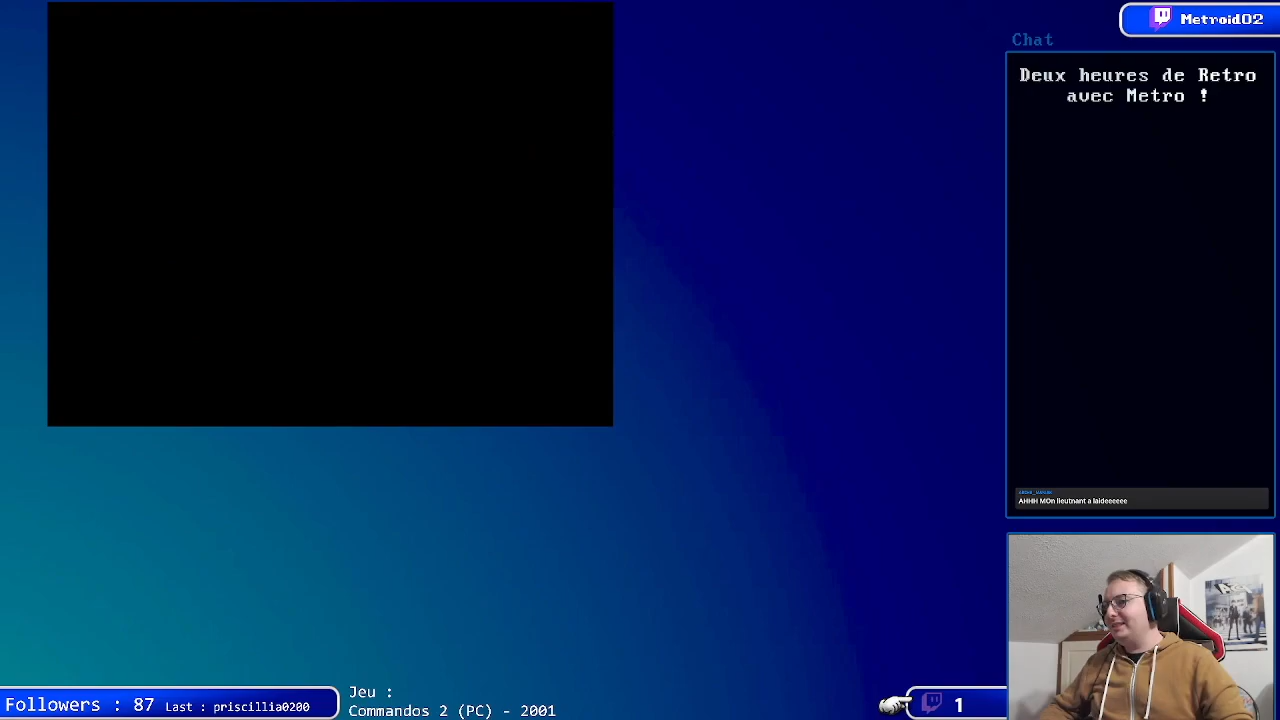 Metroid02
Chat
Deux heures de Retro
avec Metro !
AHHH MOn lieutnant a laideeeeee
Followers : 87 Last : priscillia0200
Jeu :
Commandos 2 (PC) - 2001
1